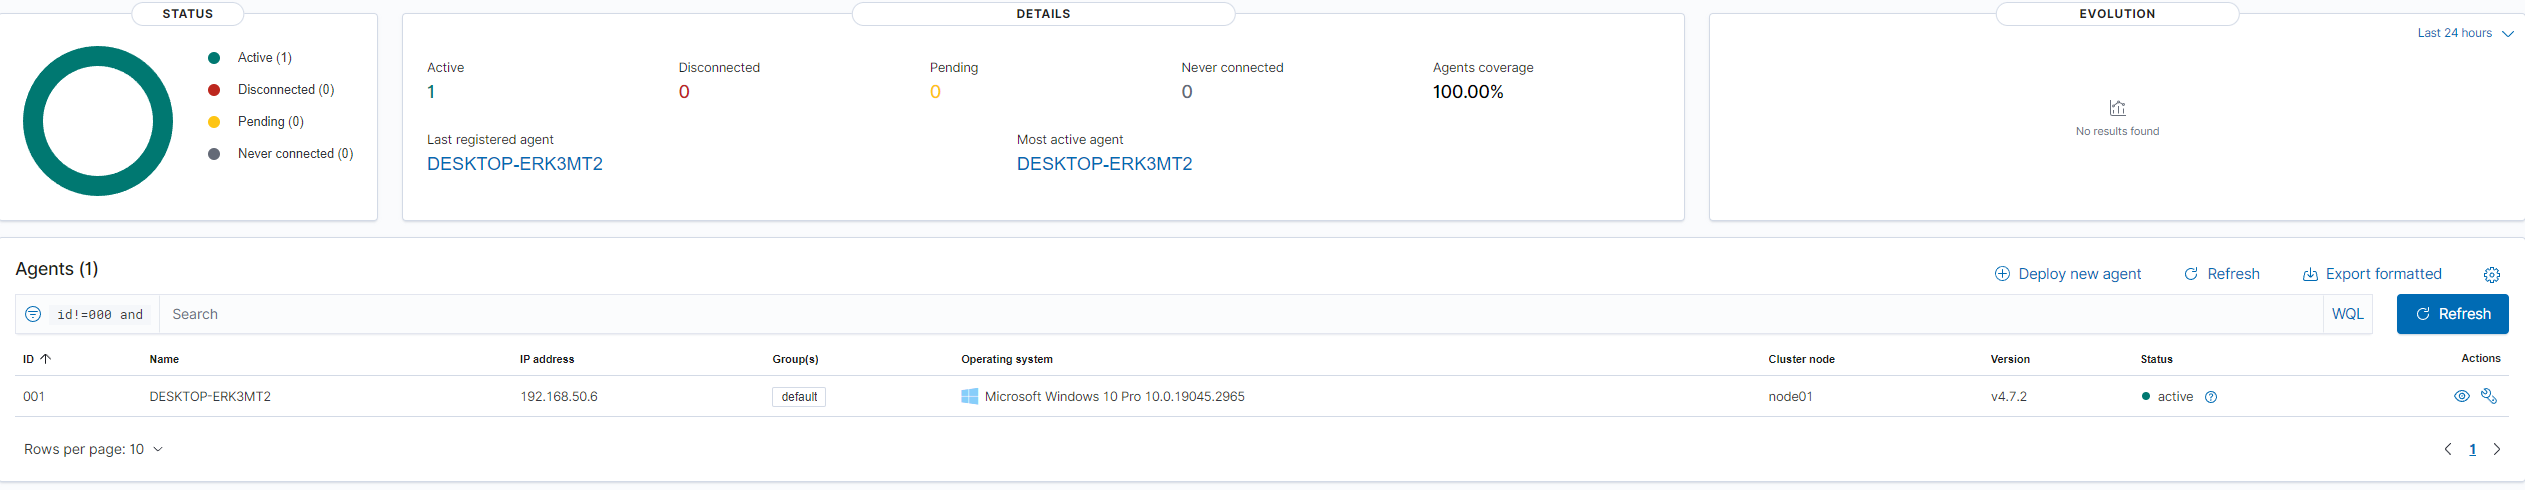 STATUS
Active (1)
Disconnected (0)
Pending (0)
Never connected (0)
DETAILS
Active
1
Disconnected
0
Pending
0
Never connected
0
Agents coverage
100.00%
Last registered agent
DESKTOP-ERK3MT2
Most active agent
DESKTOP-ERK3MT2
EVOLUTION
Last 24 hours
No results found
Agents (1)
Deploy new agent
Refresh
Export formatted
id!=000 and
Search
WQL
Refresh
ID Name IP address Group(s) Operating system Cluster node Version Status Actions
001 DESKTOP-ERK3MT2 192.168.50.6 default Microsoft Windows 10 Pro 10.0.19045.2965 node01 v4.7.2 active
Rows per page: 10
1